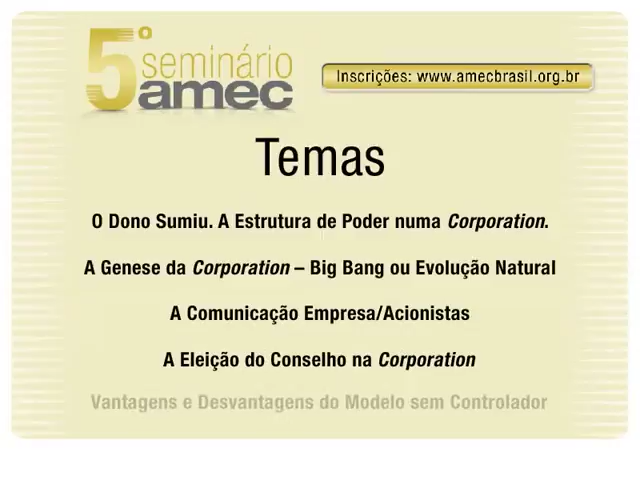 5º seminário
amec
Inscrições: www.amecbrasil.org.br
Temas
O Dono Sumiu. A Estrutura de Poder numa Corporation.
A Genese da Corporation – Big Bang ou Evolução Natural
A Comunicação Empresa/Acionistas
A Eleição do Conselho na Corporation
Vantagens e Desvantagens do Modelo sem Controlador